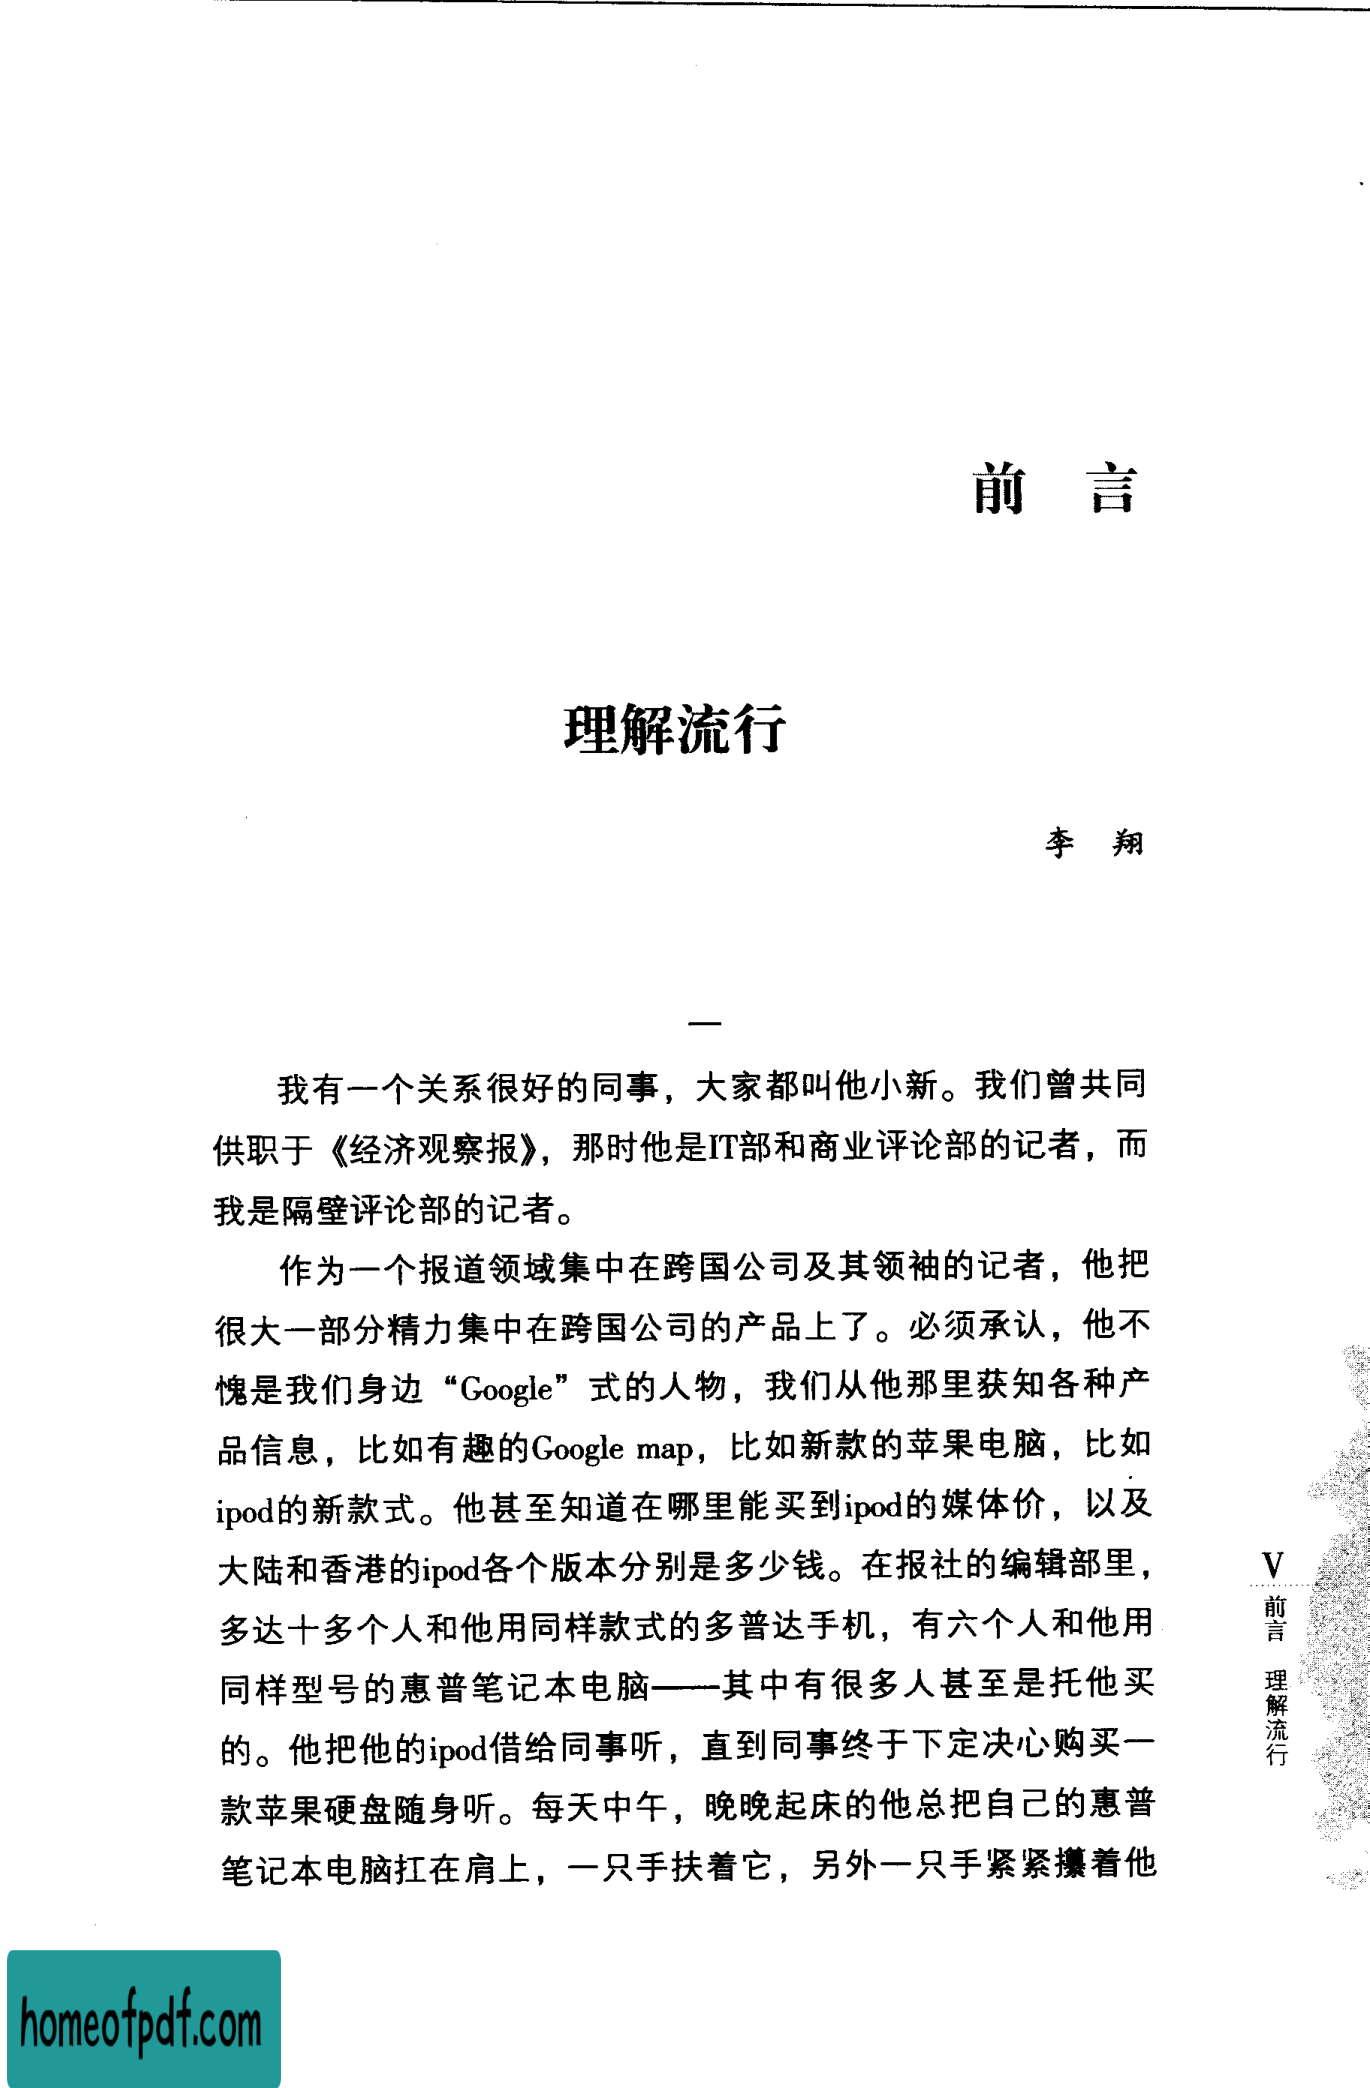 前 言
理解流行
李 翔
一
我有一个关系很好的同事，大家都叫他小新。我们曾共同
供职于《经济观察报》，那时他是IT部和商业评论部的记者，而
我是隔壁评论部的记者。
作为一个报道领域集中在跨国公司及其领袖的记者，他把
很大一部分精力集中在跨国公司的产品上了。必须承认，他不
愧是我们身边“Google”式的人物，我们从他那里获知各种产
品信息，比如有趣的Google map，比如新款的苹果电脑，比如
ipod的新款式。他甚至知道在哪里能买到ipod的媒体价，以及
大陆和香港的ipod各个版本分别是多少钱。在报社的编辑部里，
多达十多个人和他用同样款式的多普达手机，有六个人和他用
同样型号的惠普笔记本电脑——其中有很多人甚至是托他买
的。他把他的ipod借给同事听，直到同事终于下定决心购买一
款苹果硬盘随身听。每天中午，晚晚起床的他总把自己的惠普
笔记本电脑扛在肩上，一只手扶着它，另外一只手紧紧攥着他
V
前言 理解流行
homeofpdf.com